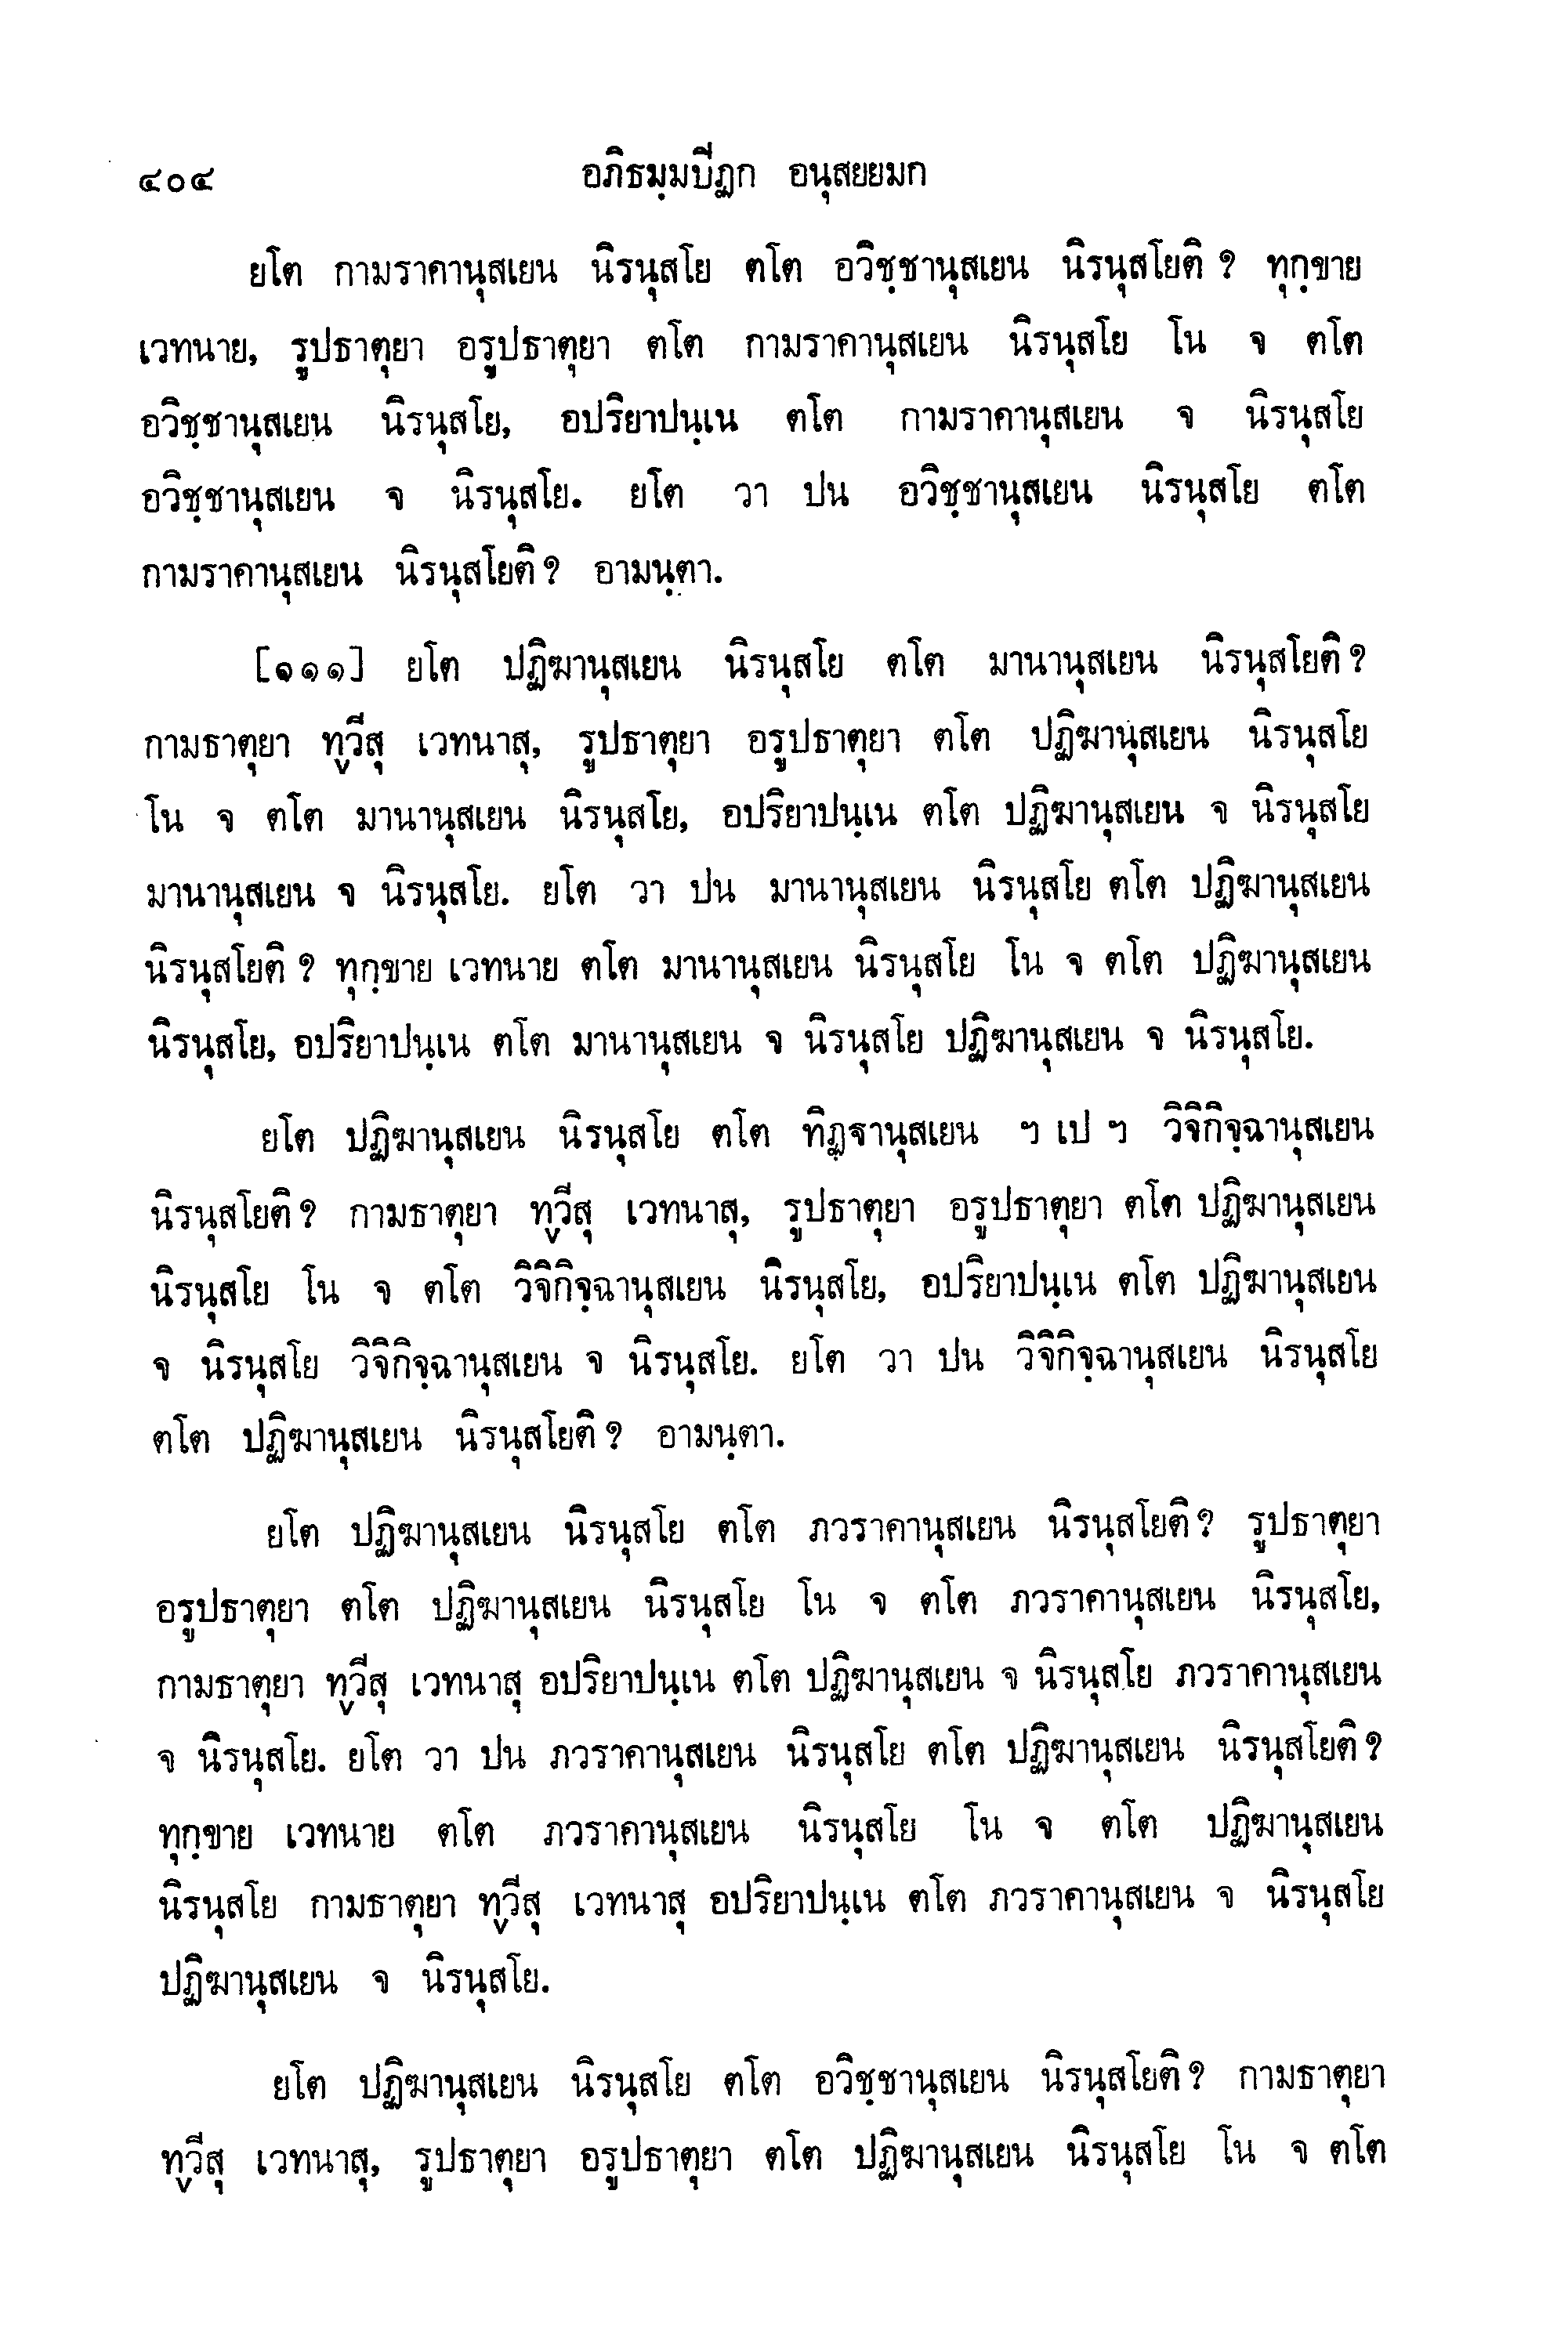 ๔๐๔ อภิธมฺมปีฏก อนุสยยมก
ยโต กามราคานุสเยน นิรนุสโย ตโต อวิชฺชานุสเยน นิรนุสโยติ ? ทุกฺขาย
เวทนาย, รูปธาตุยา อรูปธาตุยา ตโต กามราคานุสเยน นิรนุสโย โน จ ตโต
อวิชฺชานุสเยน นิรนุสโย, อปริยาปนฺเน ตโต กามราคานุสเยน จ นิรนุสโย
อวิชฺชานุสเยน จ นิรนุสโย. ยโต วา ปน อวิชฺชานุสเยน นิรนุสโย ตโต
กามราคานุสเยน นิรนุสโยติ ? อามนฺตา.
[๑๑๑] ยโต ปฏิฆานุสเยน นิรนุสโย ตโต มานานุสเยน นิรนุสโยติ ?
กามธาตุยา ทฺวีสุ เวทนาสุ, รูปธาตุยา อรูปธาตุยา ตโต ปฏิฆานุสเยน นิรนุสโย
โน จ ตโต มานานุสเยน นิรนุสโย, อปริยาปนฺเน ตโต ปฏิฆานุสเยน จ นิรนุสโย
มานานุสเยน จ นิรนุสโย. ยโต วา ปน มานานุสเยน นิรนุสโย ตโต ปฏิฆานุสเยน
นิรนุสโยติ ? ทุกฺขาย เวทนาย ตโต มานานุสเยน นิรนุสโย โน จ ตโต ปฏิฆานุสเยน
นิรนุสโย, อปริยาปนฺเน ตโต มานานุสเยน จ นิรนุสโย ปฏิฆานุสเยน จ นิรนุสโย.
ยโต ปฏิฆานุสเยน นิรนุสโย ตโต ทิฏฺฐานุสเยน ฯ เป ฯ วิจิกิจฺฉานุสเยน
นิรนุสโยติ ? กามธาตุยา ทฺวีสุ เวทนาสุ, รูปธาตุยา อรูปธาตุยา ตโต ปฏิฆานุสเยน
นิรนุสโย โน จ ตโต วิจิกิจฺฉานุสเยน นิรนุสโย, อปริยาปนฺเน ตโต ปฏิฆานุสเยน
จ นิรนุสโย วิจิกิจฺฉานุสเยน จ นิรนุสโย. ยโต วา ปน วิจิกิจฺฉานุสเยน นิรนุสโย
ตโต ปฏิฆานุสเยน นิรนุสโยติ ? อามนฺตา.
ยโต ปฏิฆานุสเยน นิรนุสโย ตโต ภวราคานุสเยน นิรนุสโยติ ? รูปธาตุยา
อรูปธาตุยา ตโต ปฏิฆานุสเยน นิรนุสโย โน จ ตโต ภวราคานุสเยน นิรนุสโย,
กามธาตุยา ทฺวีสุ เวทนาสุ อปริยาปนฺเน ตโต ปฏิฆานุสเยน จ นิรนุสโย ภวราคานุสเยน
จ นิรนุสโย. ยโต วา ปน ภวราคานุสเยน นิรนุสโย ตโต ปฏิฆานุสเยน นิรนุสโยติ ?
ทุกฺขาย เวทนาย ตโต ภวราคานุสเยน นิรนุสโย โน จ ตโต ปฏิฆานุสเยน
นิรนุสโย กามธาตุยา ทฺวีสุ เวทนาสุ อปริยาปนฺเน ตโต ภวราคานุสเยน จ นิรนุสโย
ปฏิฆานุสเยน จ นิรนุสโย.
ยโต ปฏิฆานุสเยน นิรนุสโย ตโต อวิชฺชานุสเยน นิรนุสโยติ ? กามธาตุยา
ทฺวีสุ เวทนาสุ, รูปธาตุยา อรูปธาตุยา ตโต ปฏิฆานุสเยน นิรนุสโย โน จ ตโต